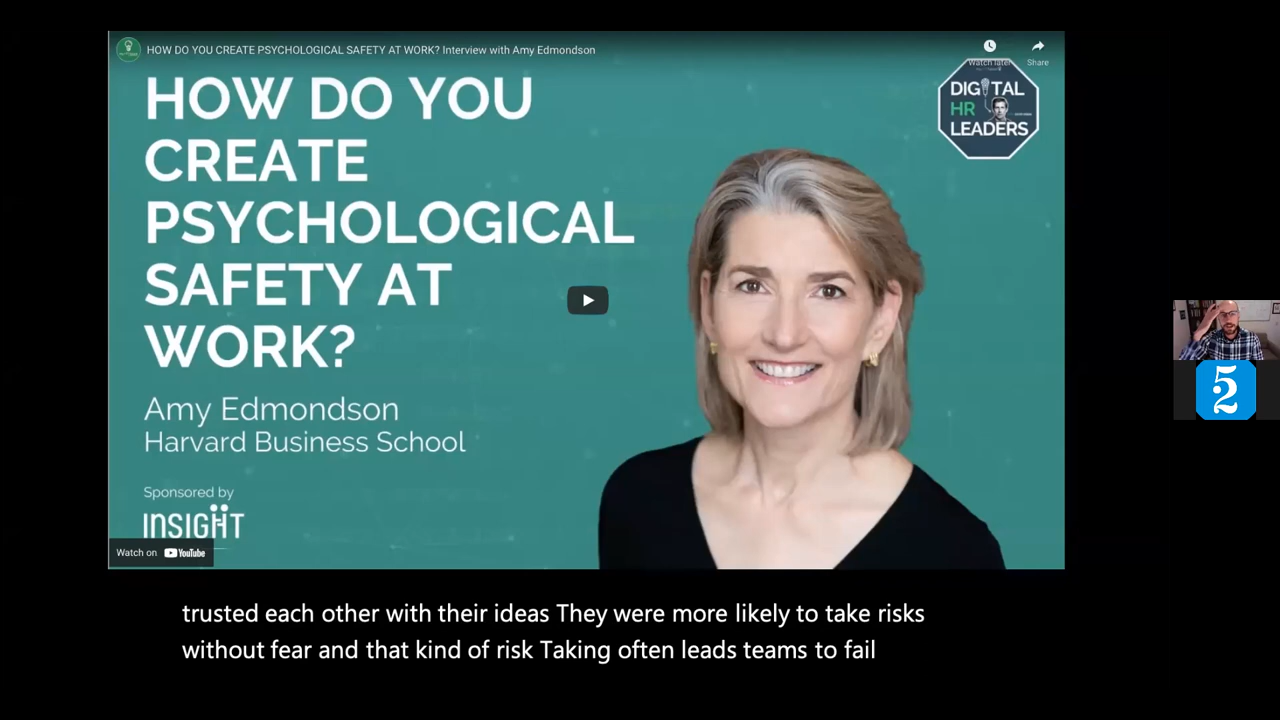 HOW DO YOU CREATE PSYCHOLOGICAL SAFETY AT WORK? Interview with Amy Edmondson
Watch later
Share
DIGITAL
HR
LEADERS
HOW DO YOU
CREATE
PSYCHOLOGICAL
SAFETY AT
WORK?
Amy Edmondson
Harvard Business School
Sponsored by
INSIGHT
Watch on YouTube
52
trusted each other with their ideas They were more likely to take risks
without fear and that kind of risk Taking often leads teams to fail